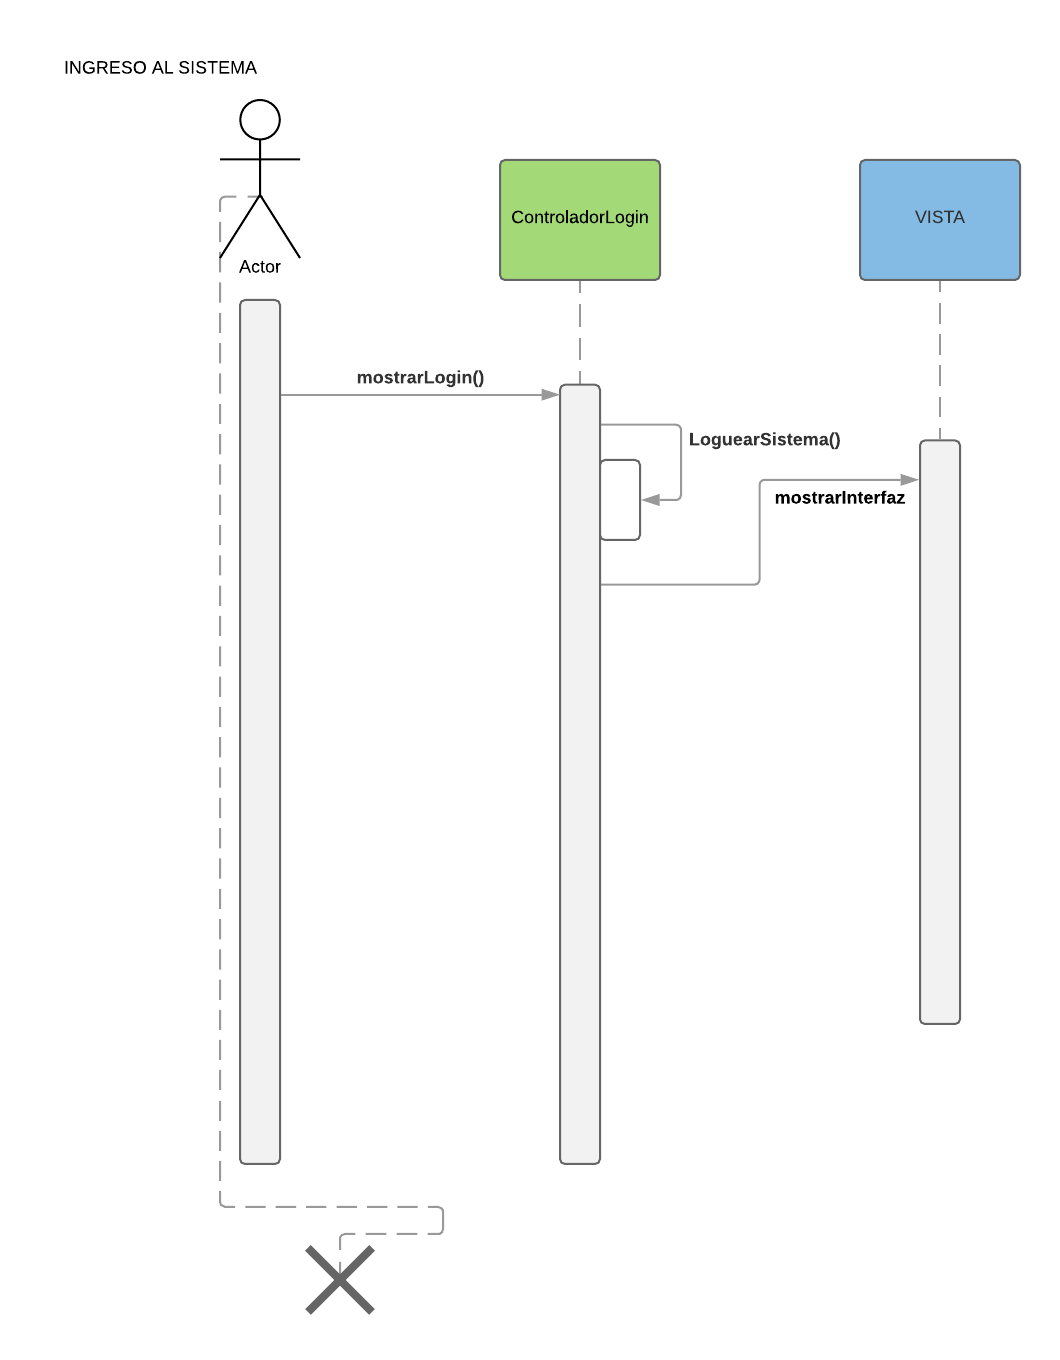 INGRESO AL SISTEMA
Actor
ControladorLogin
VISTA
mostrarLogin()
LoguearSistema()
mostrarInterfaz